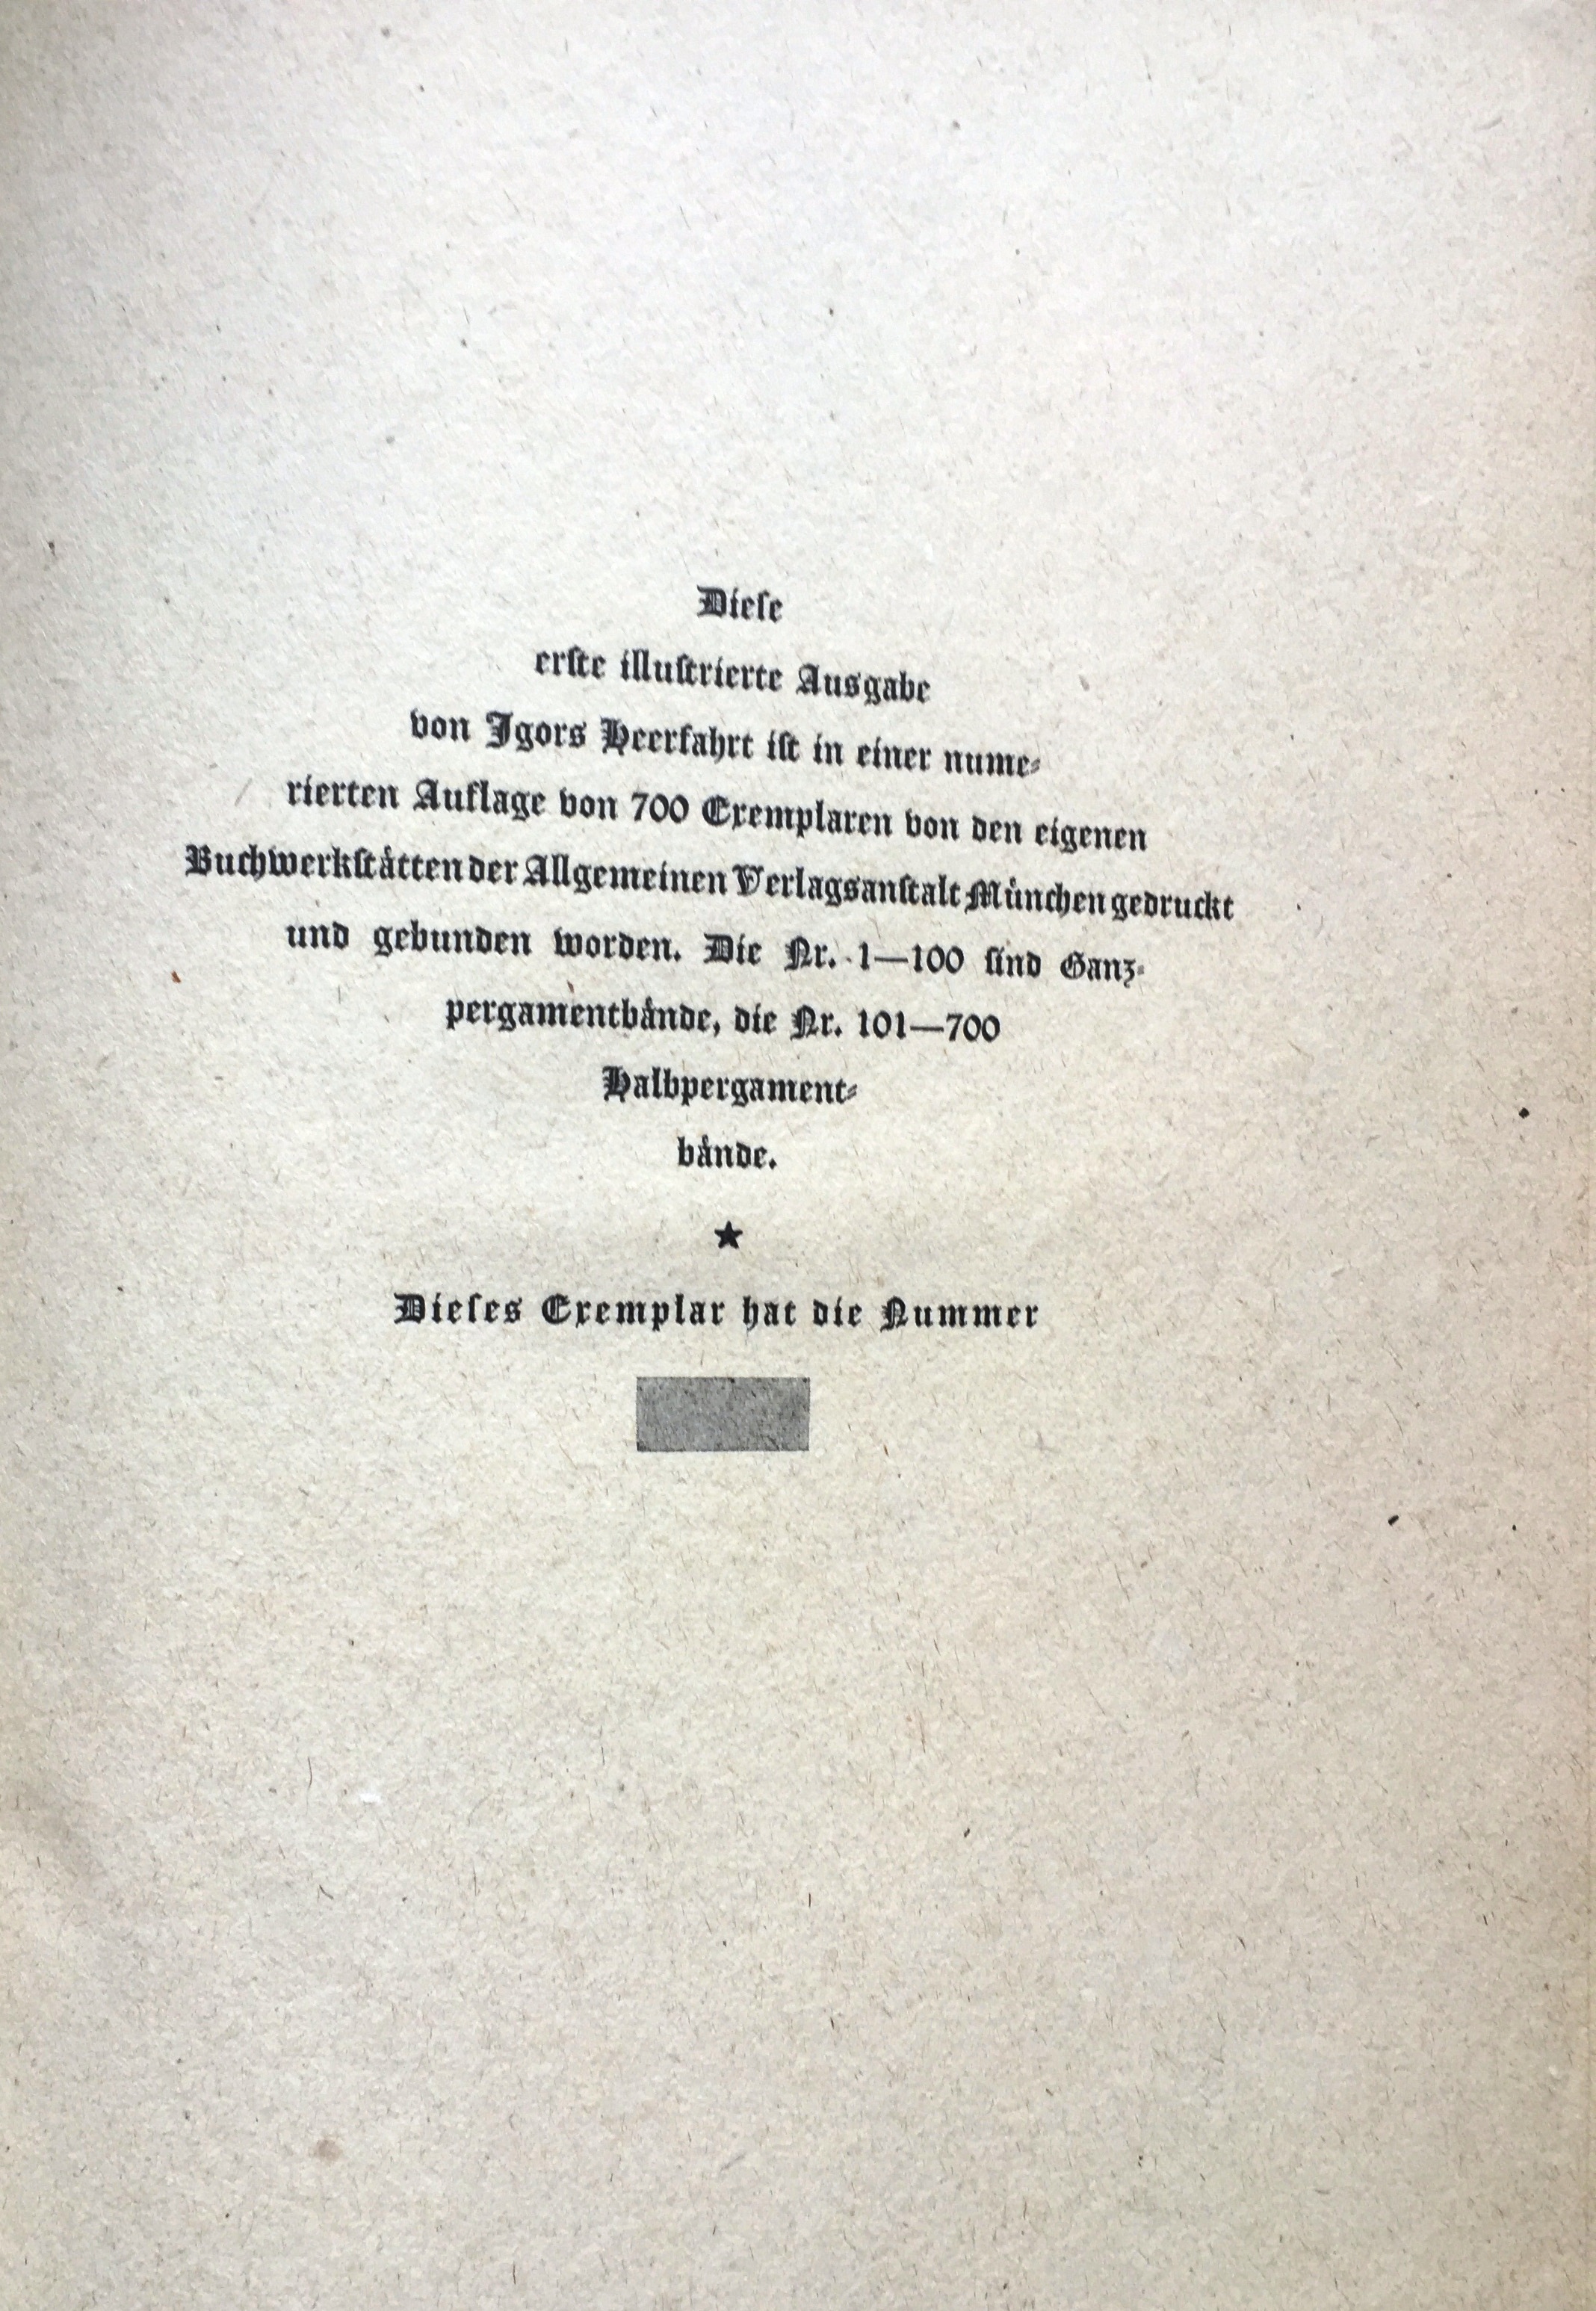 Dieſe
erſte illuſtrierte Ausgabe
von Igors Heerfahrt iſt in einer nume-
rierten Auflage von 700 Exemplaren von den eigenen
Buchwerkſtätten der Allgemeinen Verlagsanſtalt München gedruckt
und gebunden worden. Die Nr. 1—100 ſind Ganz-
pergamentbände, die Nr. 101—700
Halbpergament-
bände.
★
Dieſes Exemplar hat die Nummer